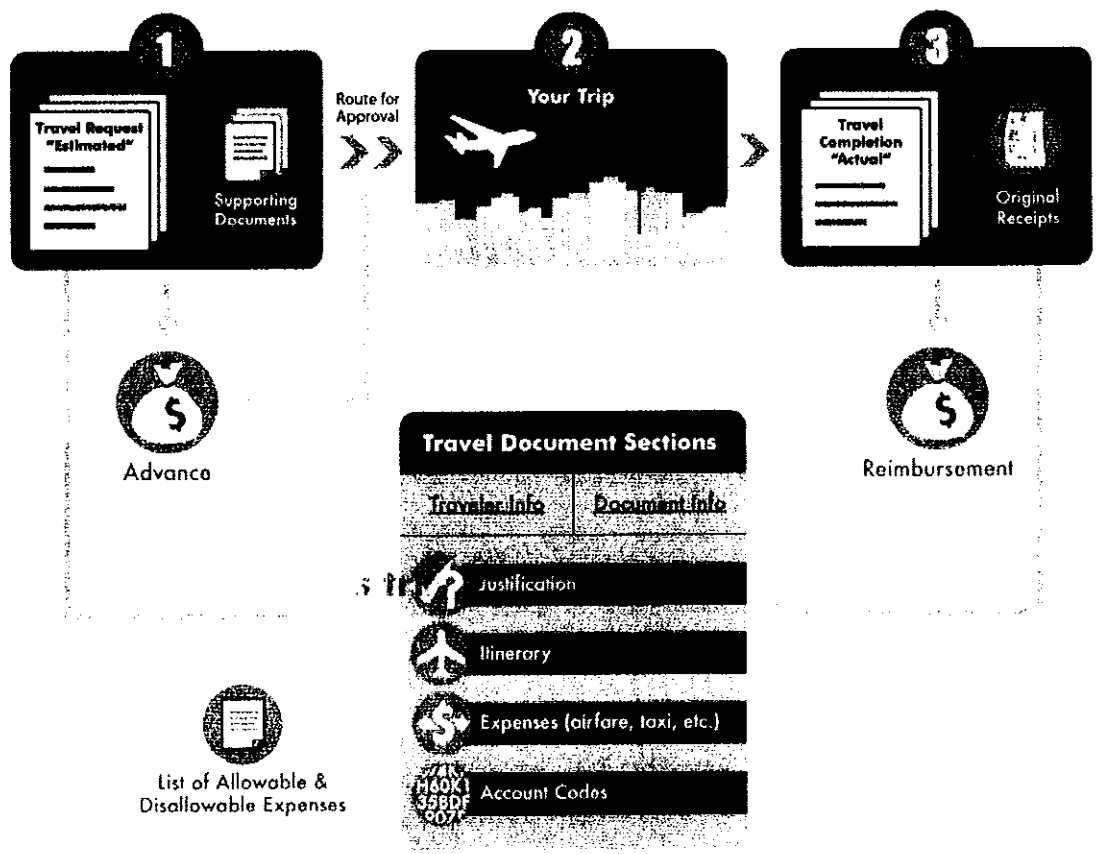 1
2
3
Travel Request
"Estimated"
Supporting
Documents
Route for
Approval
Your Trip
Travel
Completion
"Actual"
Original
Receipts
$
Advance
$
Reimbursement
Travel Document Sections
Traveler Info
Document Info
Justification
Itinerary
$
Expenses (airfare, taxi, etc.)
H60K1
35BDF
Account Codes
List of Allowable &
Disallowable Expenses